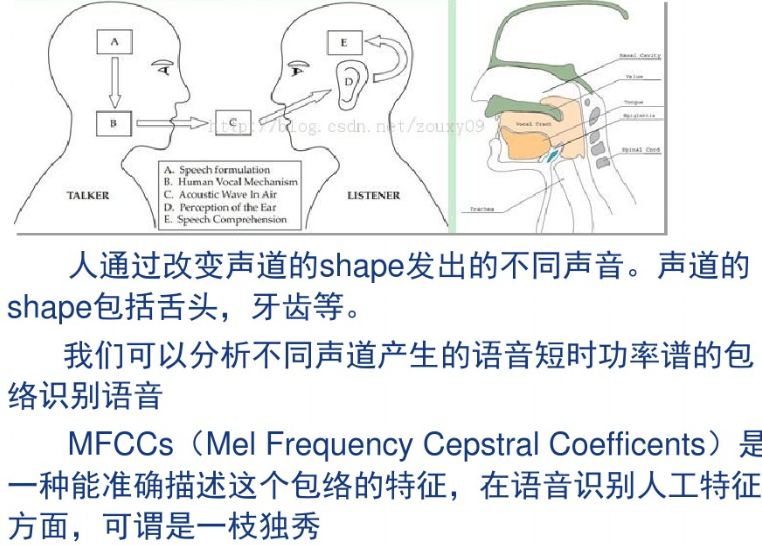 A
B
C
D
E
http://blog.csdn.net/zouxy09
TALKER
LISTENER
A. Speech formulation
B. Human Vocal Mechanism
C. Acoustic Wave In Air
D. Perception of the Ear
E. Speech Comprehension
Nasal Cavity
Velum
Vocal Tract
Tongue
Epiglottis
Spinal Cord
Trachea
人通过改变声道的shape发出的不同声音。声道的
shape包括舌头，牙齿等。
我们可以分析不同声道产生的语音短时功率谱的包
络识别语音
MFCCs（Mel Frequency Cepstral Coefficents）是
一种能准确描述这个包络的特征，在语音识别人工特征
方面，可谓是一枝独秀